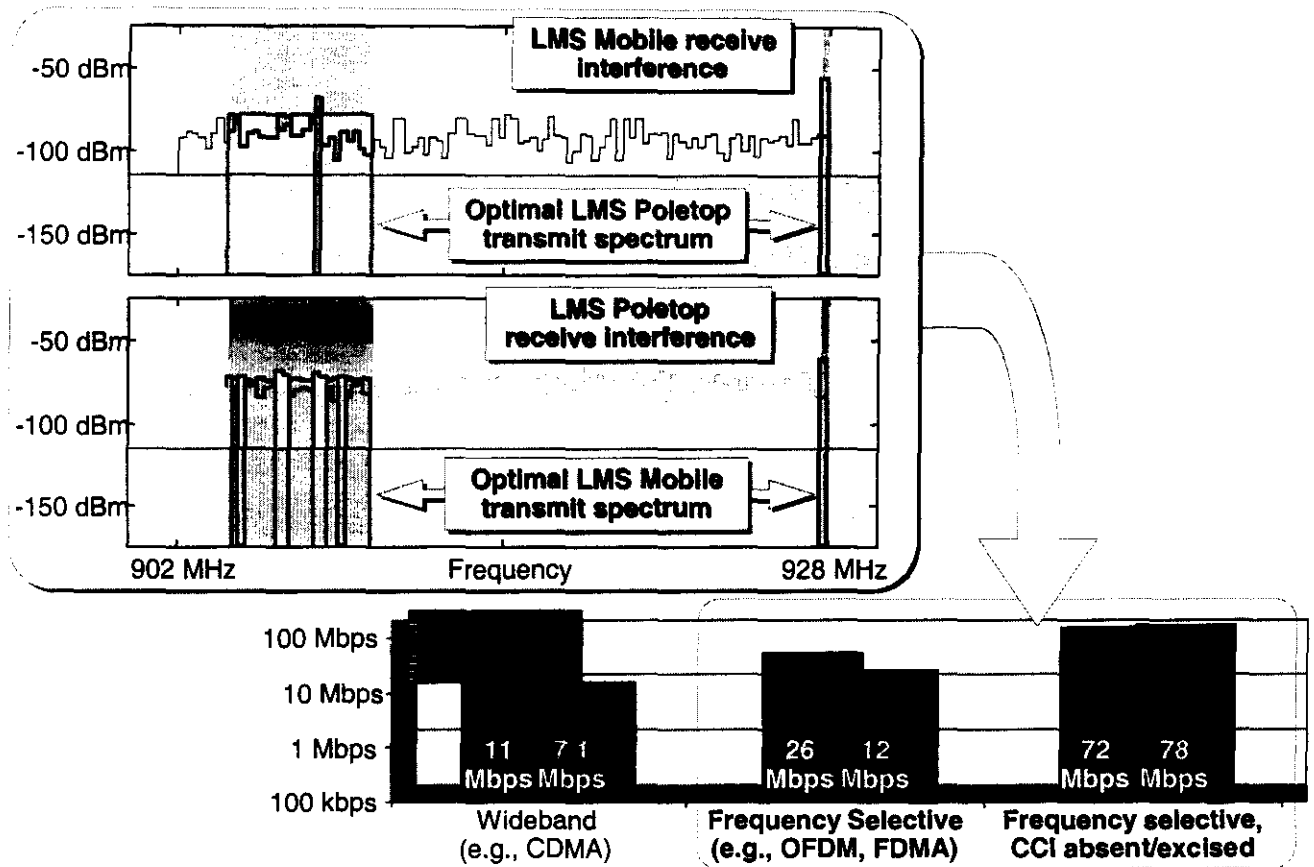 LMS Mobile receive
interference
-50 dBm
-100 dBm
Optimal LMS Poletop
transmit spectrum
-150 dBm
LMS Poletop
receive interference
-50 dBm
-100 dBm
Optimal LMS Mobile
transmit spectrum
-150 dBm
902 MHz Frequency 928 MHz
100 Mbps
10 Mbps
1 Mbps
100 kbps
11 7 1 26 12 72 78
Mbps Mbps Mbps Mbps Mbps Mbps
Wideband
(e.g., CDMA)
Frequency Selective
(e.g., OFDM, FDMA)
Frequency selective,
CCI absent/excised